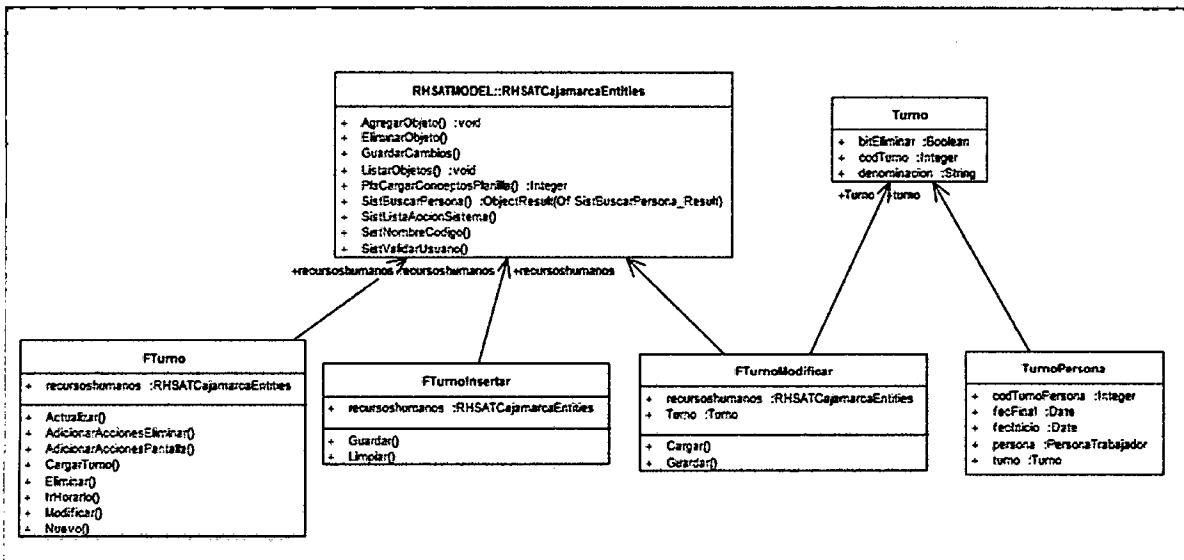 RHSATMODEL::RHSATCajamarcaEntities
+ AgregarObjeto() :void
+ EliminarObjeto()
+ GuardarCambios()
+ ListarObjetos() :void
+ PlaCargarConceptosPlanilla() :Integer
+ SistBuscarPersona() :ObjectResult(Of SistBuscarPersona_Result)
+ SistListaAccionSistema()
+ SistNombreCodigo()
+ SistValidarUsuario()
Turno
+ bitEliminar :Boolean
+ codTurno :Integer
+ denominacion :String
+Turno +turno
+recursoshumanos +recursoshumanos +recursoshumanos
FTurno
+ recursoshumanos :RHSATCajamarcaEntities
+ Actualizar()
+ AdicionarAccionesEliminar()
+ AdicionarAccionesPantalla()
+ CargarTurno()
+ Eliminar()
+ IrHorario()
+ Modificar()
+ Nuevo()
FTurnoInsertar
+ recursoshumanos :RHSATCajamarcaEntities
+ Guardar()
+ Limpiar()
FTurnoModificar
+ recursoshumanos :RHSATCajamarcaEntities
+ Turno :Turno
+ Cargar()
+ Guardar()
TurnoPersona
+ codTurnoPersona :Integer
+ fecFinal :Date
+ fecInicio :Date
+ persona :PersonaTrabajador
+ turno :Turno